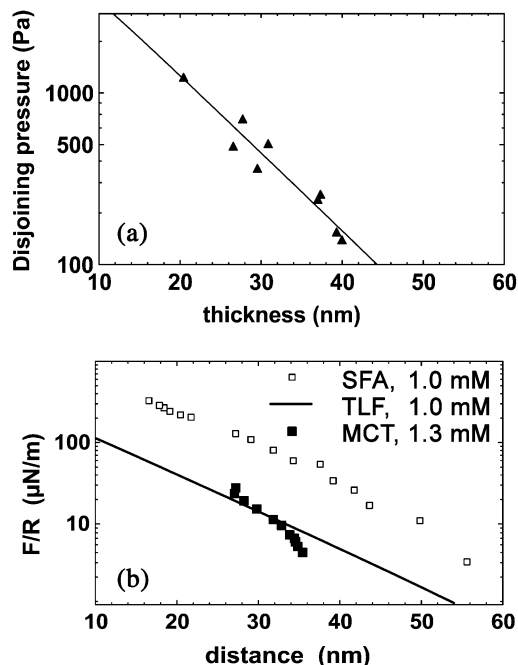 Disjoining pressure (Pa)
1000
500
100
(a)
10 20 30 40 50 60
thickness (nm)
F/R (µN/m)
100
10
SFA, 1.0 mM
TLF, 1.0 mM
MCT, 1.3 mM
(b)
10 20 30 40 50 60
distance (nm)